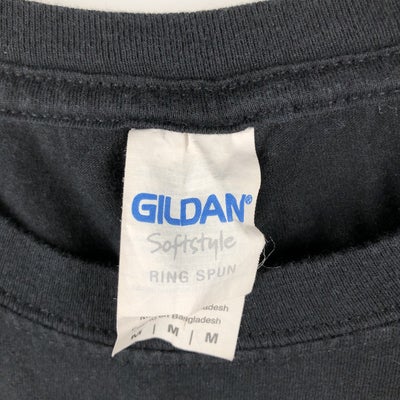 GILDAN®
Softstyle
RING SPUN
Bangladesh
M | M | M